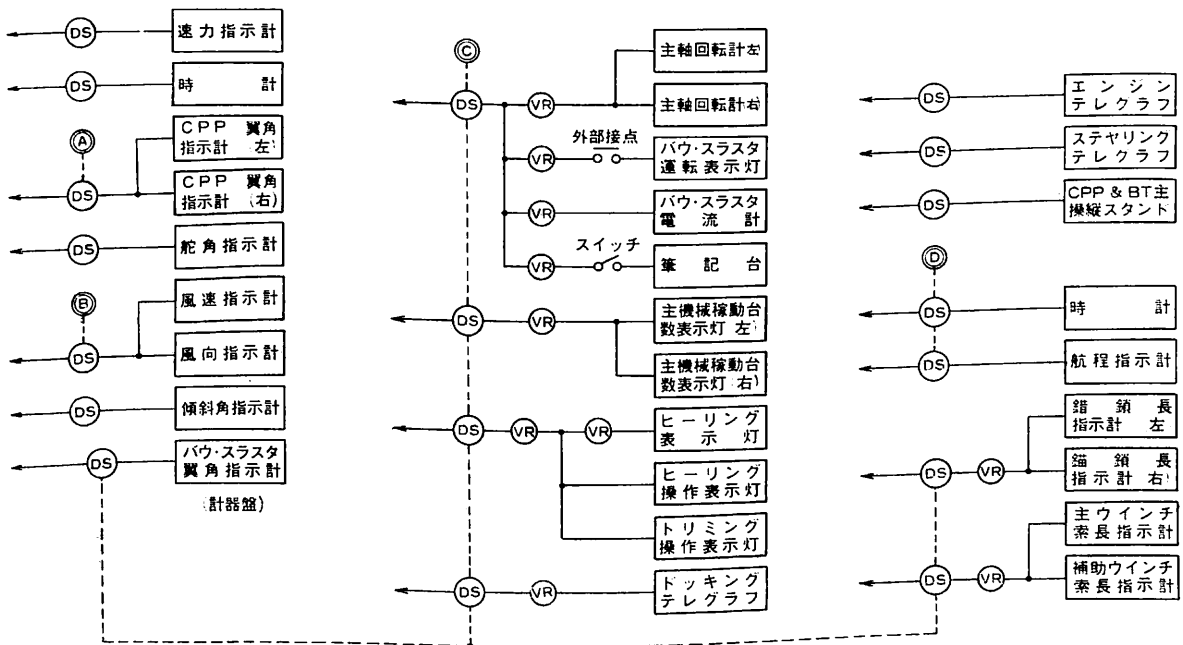 DS
速力指示計
DS
時計
A
CPP 翼角
指示計(左)
DS
CPP 翼角
指示計(右)
DS
舵角指示計
B
風速指示計
DS
風向指示計
DS
傾斜角指示計
DS
バウ・スラスタ
翼角指示計
(計器盤)
C
主軸回転計左
DS
VR
主軸回転計右
外部接点
VR
バウ・スラスタ
運転表示灯
VR
バウ・スラスタ
電流計
スイッチ
VR
筆記台
DS
VR
主機械稼動台
数表示灯 左)
主機械稼動台
数表示灯 右)
DS
VR
VR
ヒーリング
表示灯
ヒーリング
操作表示灯
トリミング
操作表示灯
DS
VR
ドッキング
テレグラフ
DS
エンジン
テレグラフ
DS
ステヤリング
テレグラフ
DS
CPP & BT主
操縦スタンド
D
DS
時計
DS
航程指示計
錨鎖長
指示計 左
DS
VR
錨鎖長
指示計 右)
主ウインチ
索長指示計
DS
VR
補助ウインチ
索長指示計